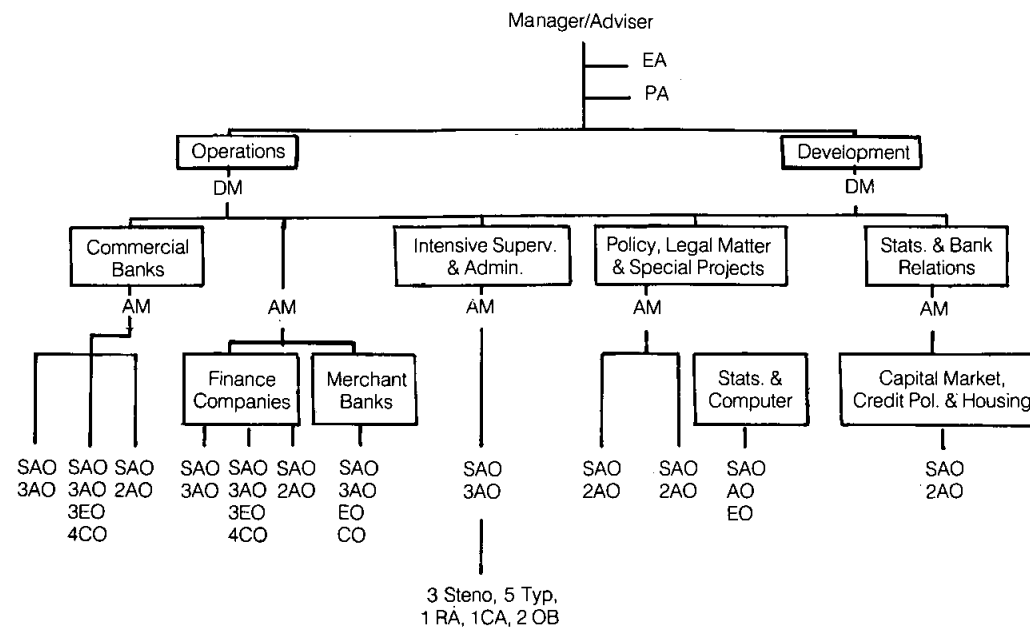 Manager/Adviser
EA
PA
Operations
Development
DM
DM
Commercial
Banks
Intensive Superv.
& Admin.
Policy, Legal Matter
& Special Projects
Stats. & Bank
Relations
AM
AM
AM
AM
AM
Finance
Companies
Merchant
Banks
Stats. &
Computer
Capital Market,
Credit Pol. & Housing
SAO
3AO
SAO
3AO
3EO
4CO
SAO
2AO
SAO
3AO
SAO
3AO
3EO
4CO
SAO
2AO
SAO
3AO
EO
CO
SAO
3AO
SAO
2AO
SAO
2AO
SAO
AO
EO
SAO
2AO
3 Steno, 5 Typ,
1 RA, 1CA, 2 OB